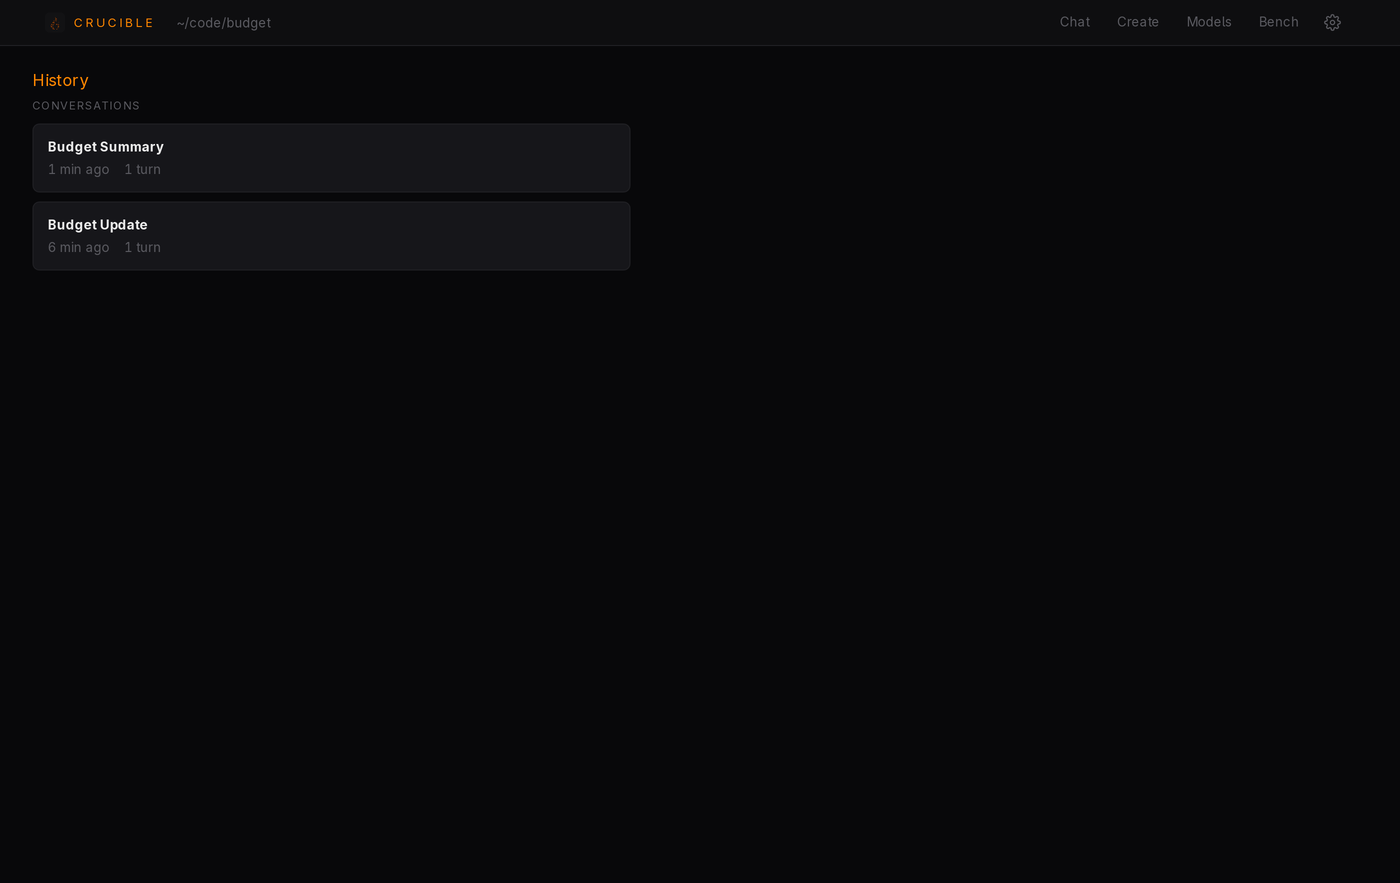 CRUCIBLE ~/code/budget Chat Create Models Bench
History
CONVERSATIONS
Budget Summary
1 min ago 1 turn
Budget Update
6 min ago 1 turn